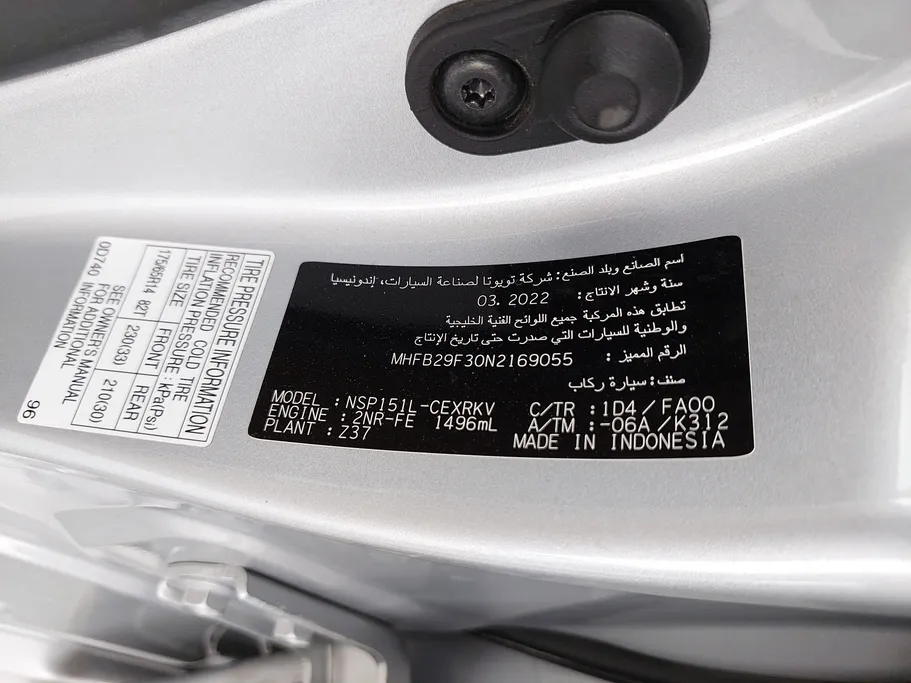 TIRE PRESSURE INFORMATION
RECOMMENDED COLD TIRE
INFLATION PRESSURE : kPa(Psi)
TIRE SIZE FRONT REAR
175/65R14 82T 230(33) 210(30)
SEE OWNER'S MANUAL
FOR ADDITIONAL
INFORMATION
0D740 96
اسم الصانع وبلد الصنع: شركة تويوتا لصناعة السيارات، إندونيسيا
سنة وشهر الانتاج: 03. 2022
تطابق هذه المركبة جميع اللوائح الفنية الخليجية
والوطنية للسيارات التي صدرت حتى تاريخ الإنتاج
الرقم المميز : MHFB29F30N2169055
صنف: سيارة ركاب
MODEL : NSP151L-CEXRKV C/TR : 1D4 / FA00
ENGINE : 2NR-FE 1496mL A/TM : -06A / K312
PLANT : Z37 MADE IN INDONESIA